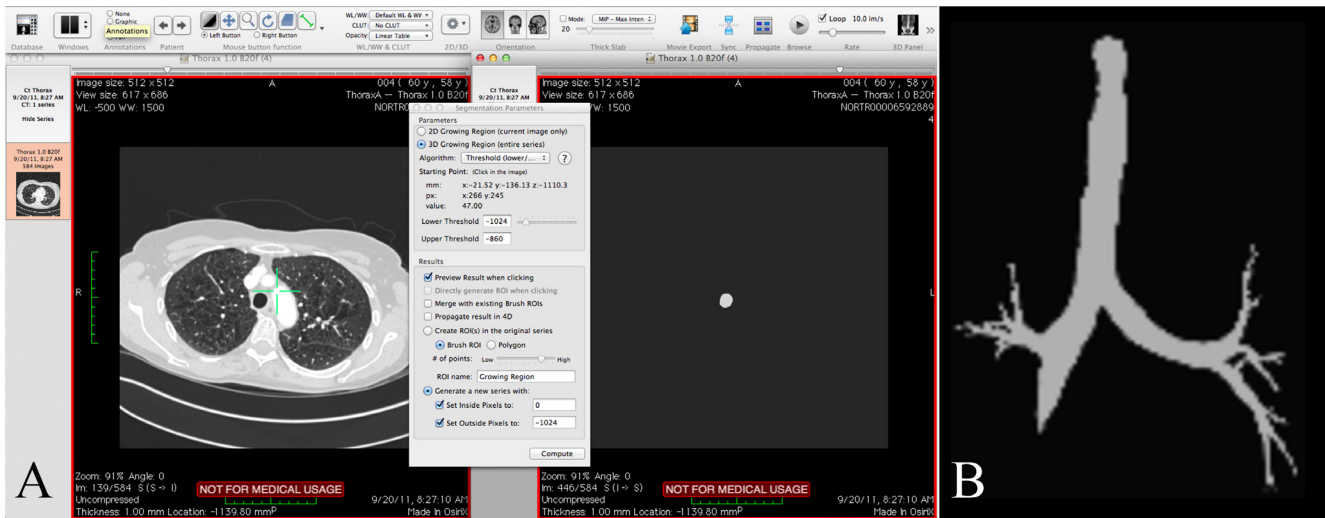 None
Graphic
Annotations
Full
WL/WW: Default WL & WW
CLUT: No CLUT
Opacity: Linear Table
Left Button Right Button
Mode: MIP - Max Inten
20
Loop 10.0 im/s
Database Windows Annotations Patient Mouse button function WL/WW & CLUT 2D/3D Orientation Thick Slab Movie Export Sync Propagate Browse Rate 3D Panel
Thorax 1.0 B20f (4)
Thorax 1.0 B20f (4)
Ct Thorax
9/20/11, 8:27 AM
CT: 1 series
Hide Series
Thorax 1.0 B20f
9/20/11, 8:27 AM
584 Images
Image size: 512 x 512
View size: 617 x 686
WL: -500 WW: 1500
A
004 ( 60 y , 58 y )
ThoraxA — Thorax 1.0 B20f
NORTR0
R
Zoom: 91% Angle: 0
Im: 139/584 S (S -> I)
Uncompressed
Thickness: 1.00 mm Location: -1139.80 mm
P
NOT FOR MEDICAL USAGE
9/20/11, 8:27:10 AM
Made In OsiriX
A
Segmentation Parameters
Parameters
2D Growing Region (current image only)
3D Growing Region (entire series)
Algorithm: Threshold (lower/... ?
Starting Point: (Click in the image)
mm: x:-21.52 y:-136.13 z:-1110.3
px: x:266 y:245
value: 47.00
Lower Threshold -1024
Upper Threshold -860
Results
Preview Result when clicking
Directly generate ROI when clicking
Merge with existing Brush ROIs
Propagate result in 4D
Create ROI(s) in the original series
Brush ROI Polygon
# of points: Low High
ROI name: Growing Region
Generate a new series with:
Set Inside Pixels to: 0
Set Outside Pixels to: -1024
Compute
Ct Thorax
9/20/11, 8:27 AM
Image size: 512 x 512
View size: 617 x 686
WW: 1500
A
004 ( 60 y , 58 y )
ThoraxA — Thorax 1.0 B20f
NORTR00006592889
4
L
Zoom: 91% Angle: 0
Im: 446/584 S (I -> S)
Uncompressed
Thickness: 1.00 mm Location: -1139.80 mm
P
NOT FOR MEDICAL USAGE
9/20/11, 8:27:10 AM
Made In OsiriX
B